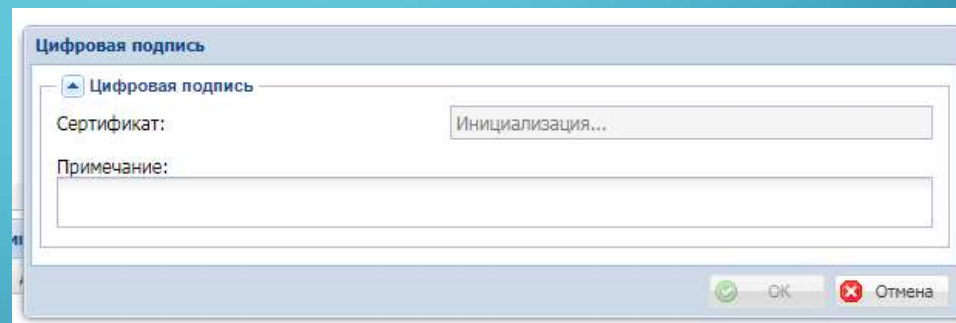 Цифровая подпись
Цифровая подпись
Сертификат: Инициализация...
Примечание:
OK Отмена